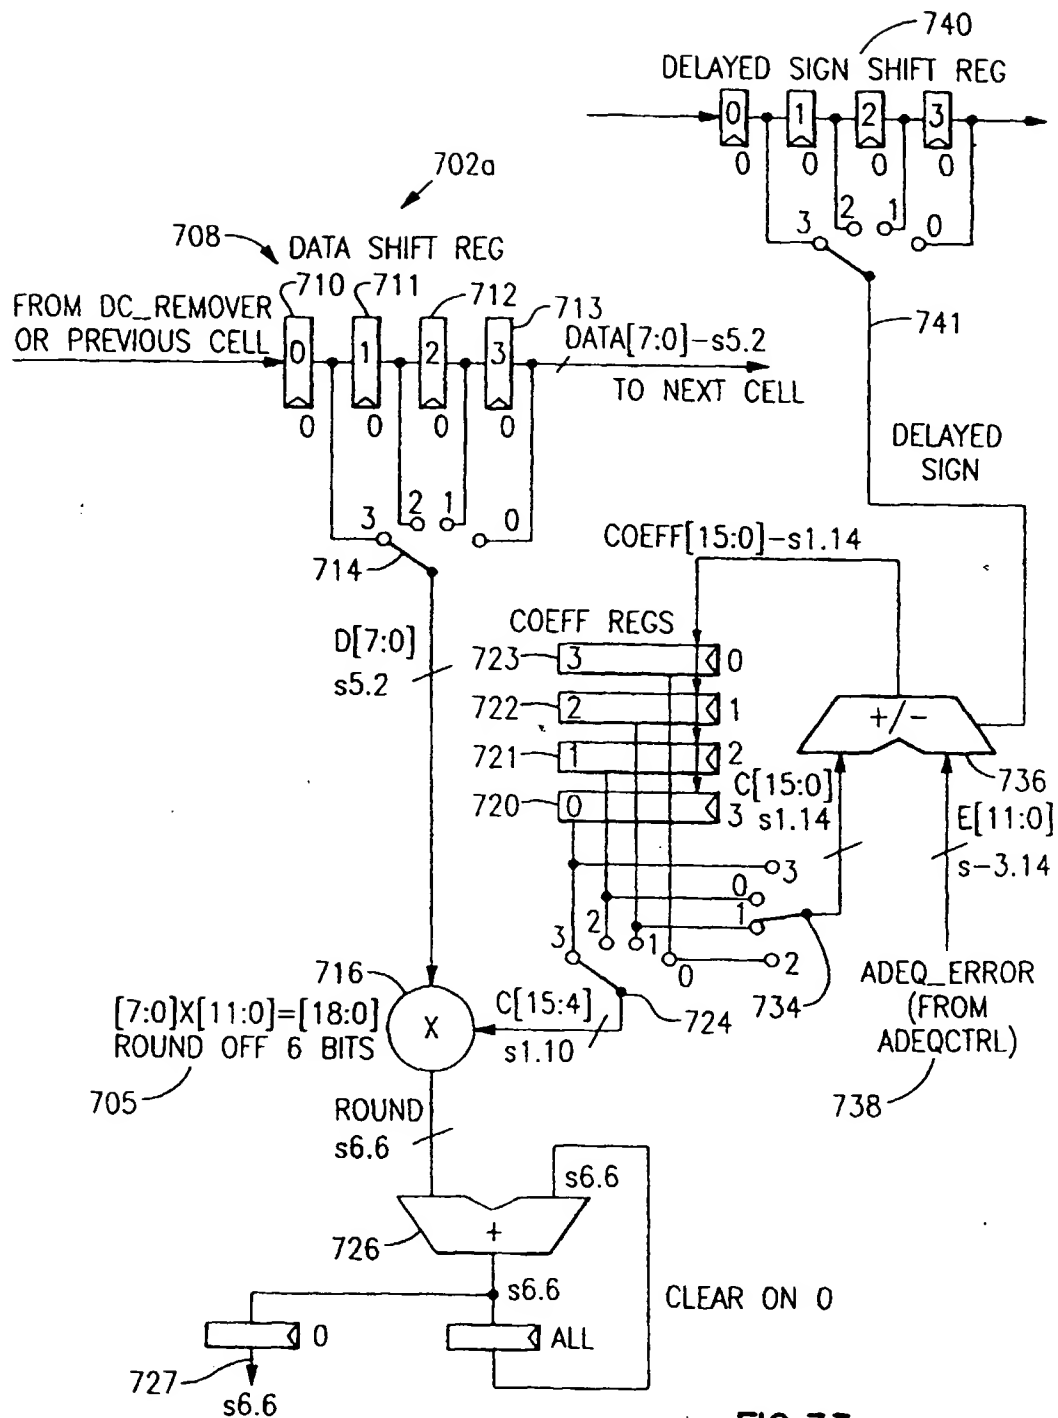 740
DELAYED SIGN SHIFT REG
0 1 2 3
0 0 0 0
3 2 1 0
741
DELAYED
SIGN
702a
708 DATA SHIFT REG
710 711 712 713
FROM DC_REMOVER
OR PREVIOUS CELL
0 1 2 3
DATA[7:0]-s5.2
TO NEXT CELL
0 0 0 0
3 2 1 0
714
D[7:0]
s5.2
COEFF[15:0]-s1.14
COEFF REGS
723 3 0
722 2 1
721 1 2
720 0 3
C[15:0]
s1.14
+/-
736
E[11:0]
s-3.14
3
0
1
2
3 2 1 0
734
724
ADEQ_ERROR
(FROM
ADEQCTRL)
738
716
[7:0]X[11:0]=[18:0]
ROUND OFF 6 BITS
705
X
C[15:4]
s1.10
ROUND
s6.6
s6.6
726
+
s6.6
CLEAR ON 0
0
ALL
727
s6.6